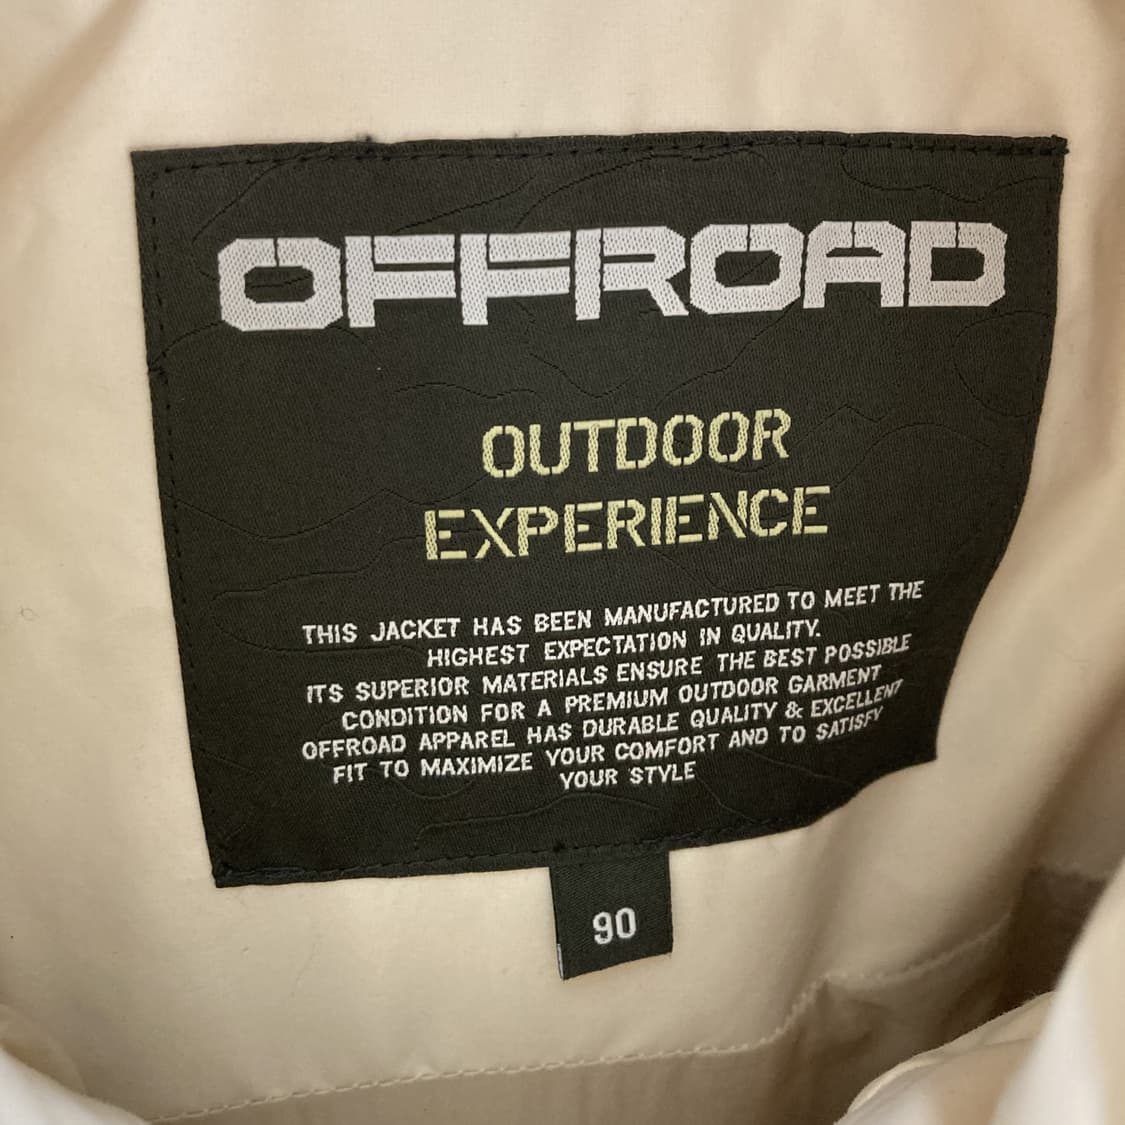 OFFROAD
OUTDOOR
EXPERIENCE
THIS JACKET HAS BEEN MANUFACTURED TO MEET THE
HIGHEST EXPECTATION IN QUALITY.
ITS SUPERIOR MATERIALS ENSURE THE BEST POSSIBLE
CONDITION FOR A PREMIUM OUTDOOR GARMENT
OFFROAD APPAREL HAS DURABLE QUALITY & EXCELLENT
FIT TO MAXIMIZE YOUR COMFORT AND TO SATISFY
YOUR STYLE
90